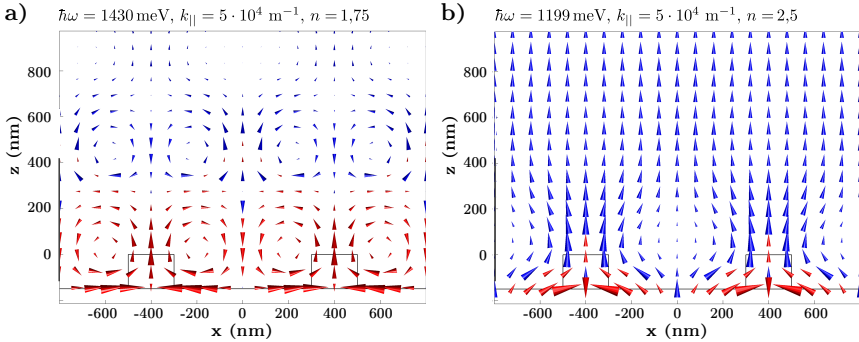 a) ħω = 1430 meV, k|| = 5 · 10⁴ m⁻¹, n = 1,75
z (nm)
800
600
400
200
0
-600 -400 -200 0 200 400 600
x (nm)
b) ħω = 1199 meV, k|| = 5 · 10⁴ m⁻¹, n = 2,5
z (nm)
800
600
400
200
0
-600 -400 -200 0 200 400 600
x (nm)